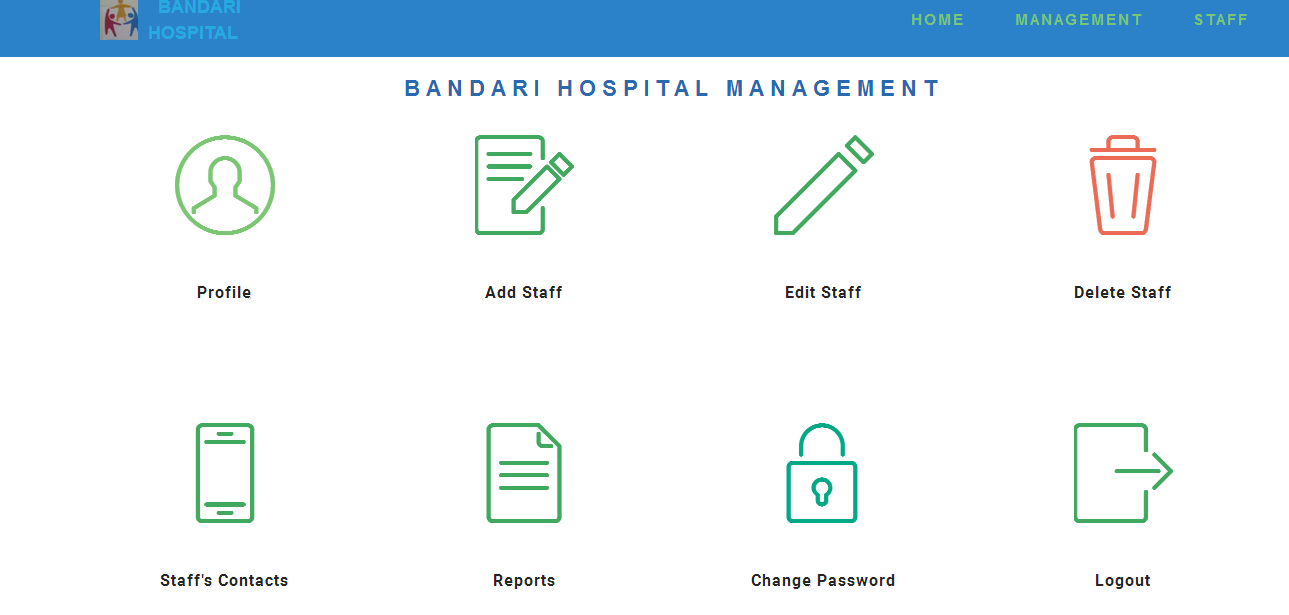 BANDARI
HOSPITAL
HOME MANAGEMENT STAFF
BANDARI HOSPITAL MANAGEMENT
Profile Add Staff Edit Staff Delete Staff
Staff's Contacts Reports Change Password Logout